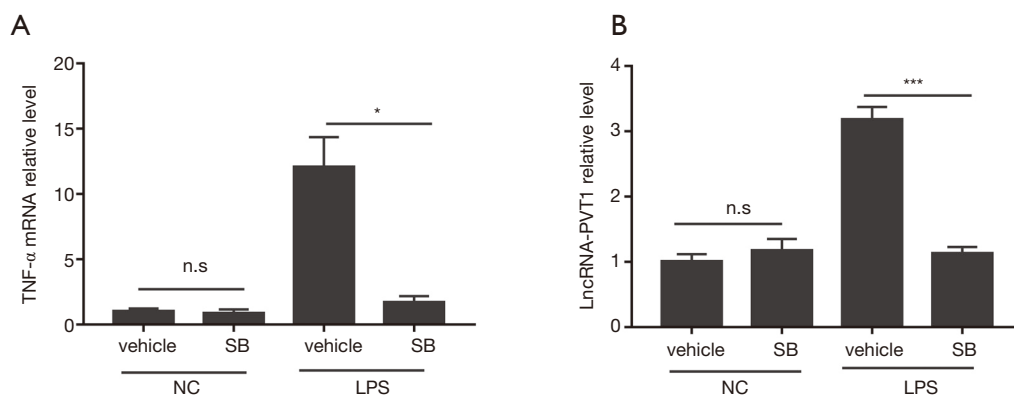 A
TNF-α mRNA relative level
20
15
10
5
0
n.s
*
vehicle SB vehicle SB
NC LPS
B
LncRNA-PVT1 relative level
4
3
2
1
0
n.s
***
vehicle SB vehicle SB
NC LPS